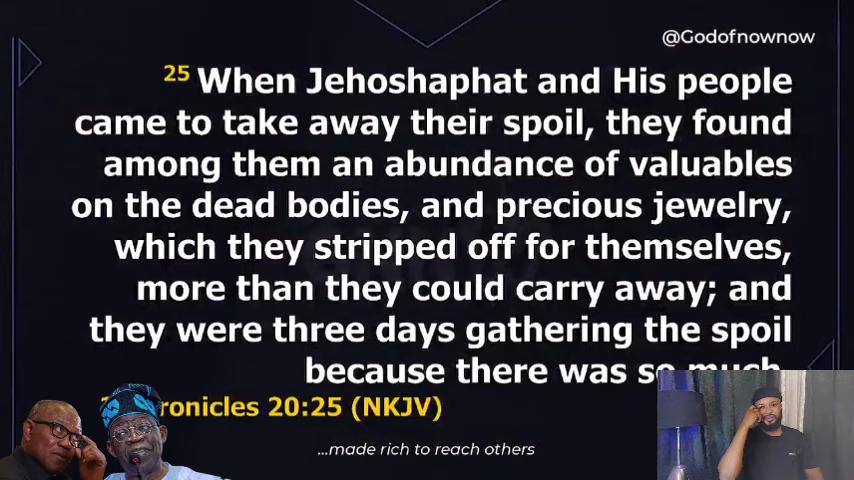 @Godofnownow
25 When Jehoshaphat and His people
came to take away their spoil, they found
among them an abundance of valuables
on the dead bodies, and precious jewelry,
which they stripped off for themselves,
more than they could carry away; and
they were three days gathering the spoil
because there was so much.
ronicles 20:25 (NKJV)
...made rich to reach others